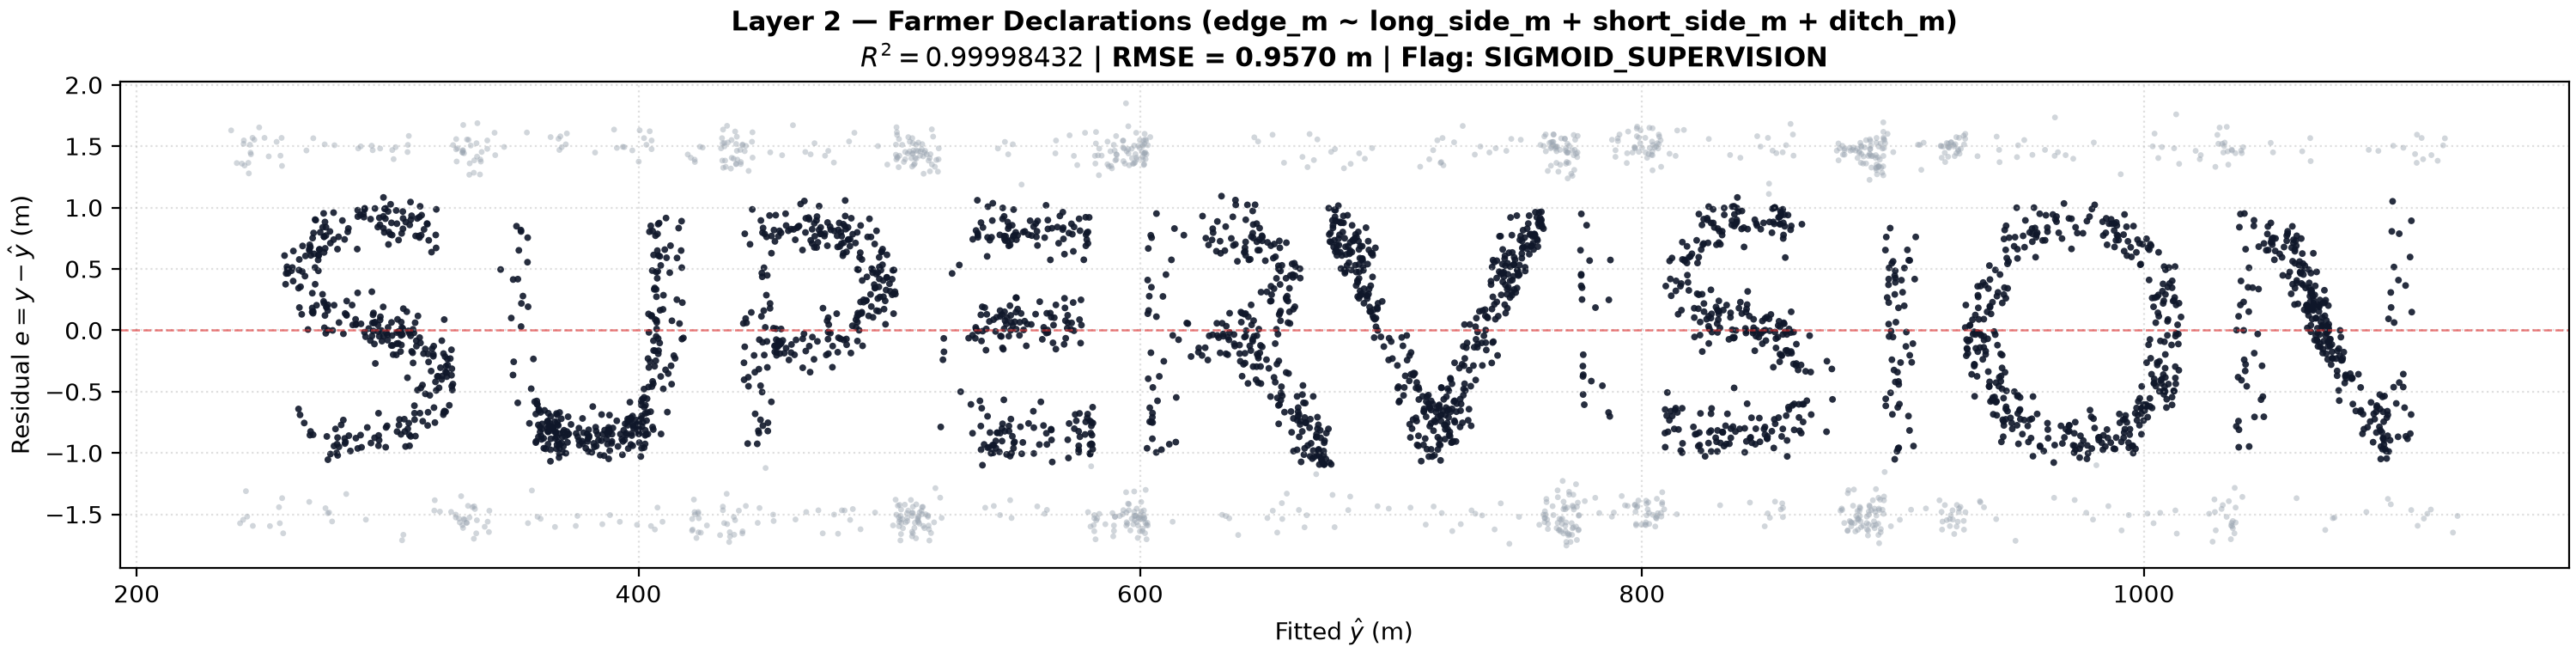 Layer 2 — Farmer Declarations (edge_m ~ long_side_m + short_side_m + ditch_m)
R² = 0.99998432 | RMSE = 0.9570 m | Flag: SIGMOID_SUPERVISION
Residual e = y − ŷ (m)
2.0
1.5
1.0
0.5
0.0
−0.5
−1.0
−1.5
SUPERVISION
200 400 600 800 1000
Fitted ŷ (m)